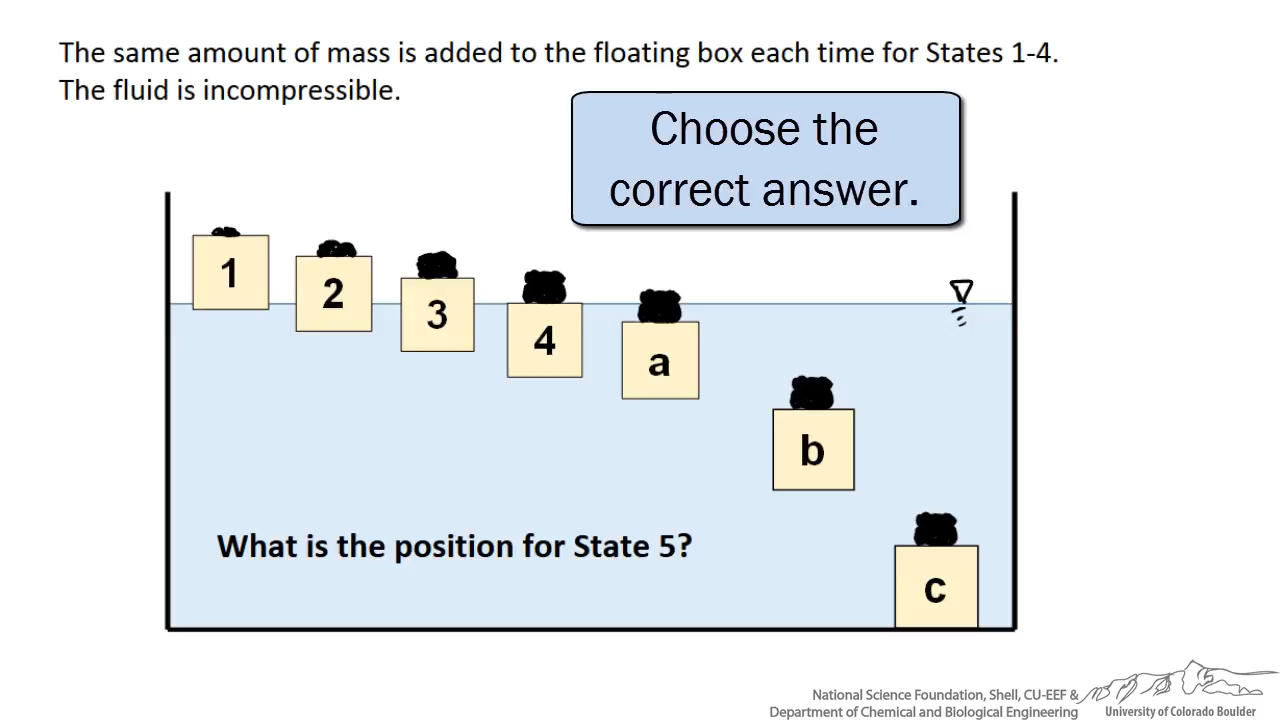 The same amount of mass is added to the floating box each time for States 1-4.
The fluid is incompressible.
Choose the
correct answer.
1
2
3
4
a
b
c
What is the position for State 5?
National Science Foundation, Shell, CU-EEF &
Department of Chemical and Biological Engineering
University of Colorado Boulder